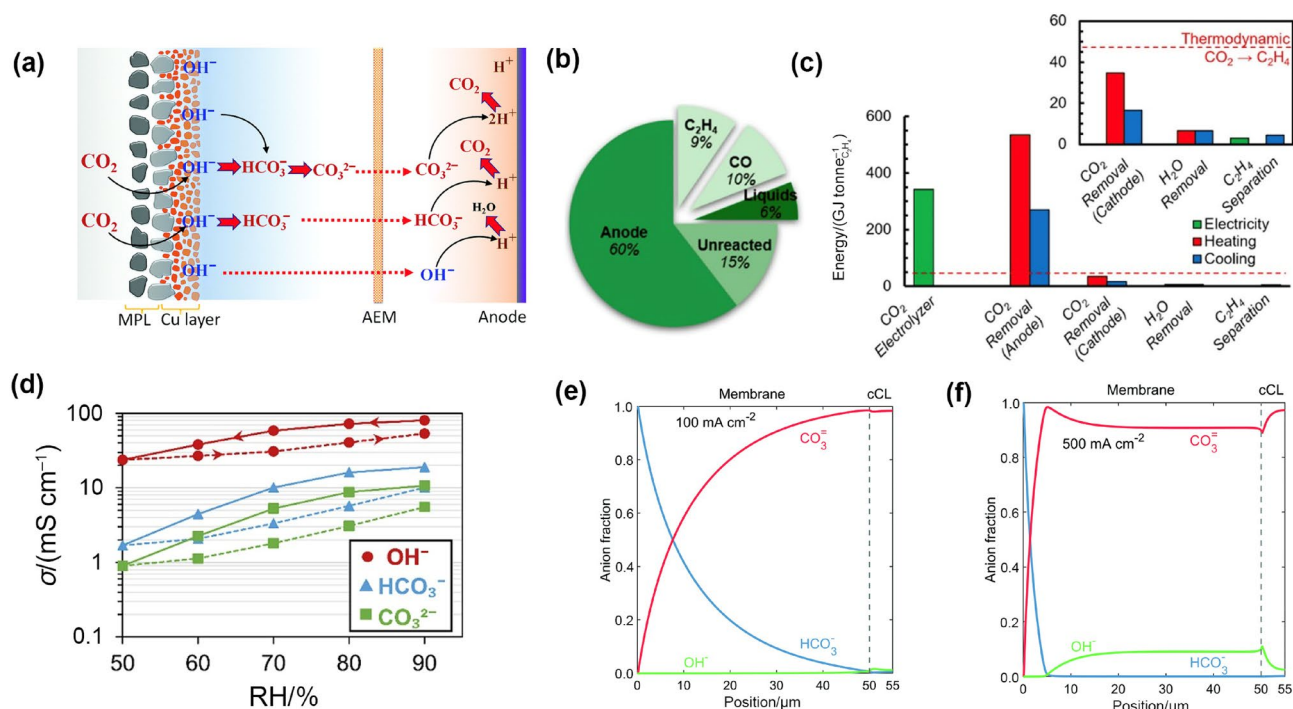 (a)
OH⁻
H⁺
CO₂
OH⁻
2H⁺
CO₂
CO₂
OH⁻
HCO₃⁻
CO₃²⁻
CO₃²⁻
H⁺
CO₂
OH⁻
HCO₃⁻
HCO₃⁻
H₂O
H⁺
OH⁻
OH⁻
MPL
Cu layer
AEM
Anode
(b)
C₂H₄
9%
CO
10%
Liquids
6%
Unreacted
15%
Anode
60%
(c)
Energy/(GJ tonne⁻¹C₂H₄)
600
400
200
0
CO₂
Electrolyzer
CO₂
Removal
(Anode)
CO₂
Removal
(Cathode)
H₂O
Removal
C₂H₄
Separation
60
40
20
0
Thermodynamic
CO₂ → C₂H₄
CO₂
Removal
(Cathode)
H₂O
Removal
C₂H₄
Separation
Electricity
Heating
Cooling
(d)
σ/(mS cm⁻¹)
100
10
1
0.1
50 60 70 80 90
RH/%
OH⁻
HCO₃⁻
CO₃²⁻
(e)
Membrane cCL
Anion fraction
1.0
0.8
0.6
0.4
0.2
0.0
100 mA cm⁻²
CO₃⁼
HCO₃⁻
OH⁻
0 10 20 30 40 50 55
Position/μm
(f)
Membrane cCL
Anion fraction
1.0
0.8
0.6
0.4
0.2
0.0
CO₃⁼
500 mA cm⁻²
OH⁻
HCO₃⁻
0 10 20 30 40 50 55
Position/μm